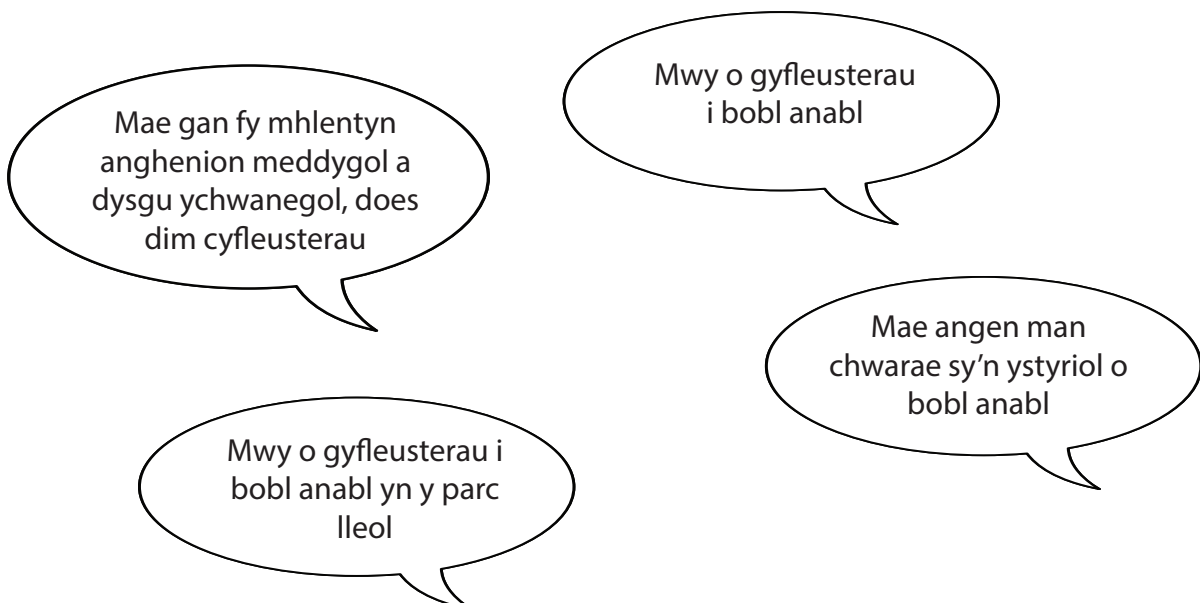 Mae gan fy mhlentyn
anghenion meddygol a
dysgu ychwanegol, does
dim cyfleusterau
Mwy o gyfleusterau
i bobl anabl
Mae angen man
chwarae sy’n ystyriol o
bobl anabl
Mwy o gyfleusterau i
bobl anabl yn y parc
lleol